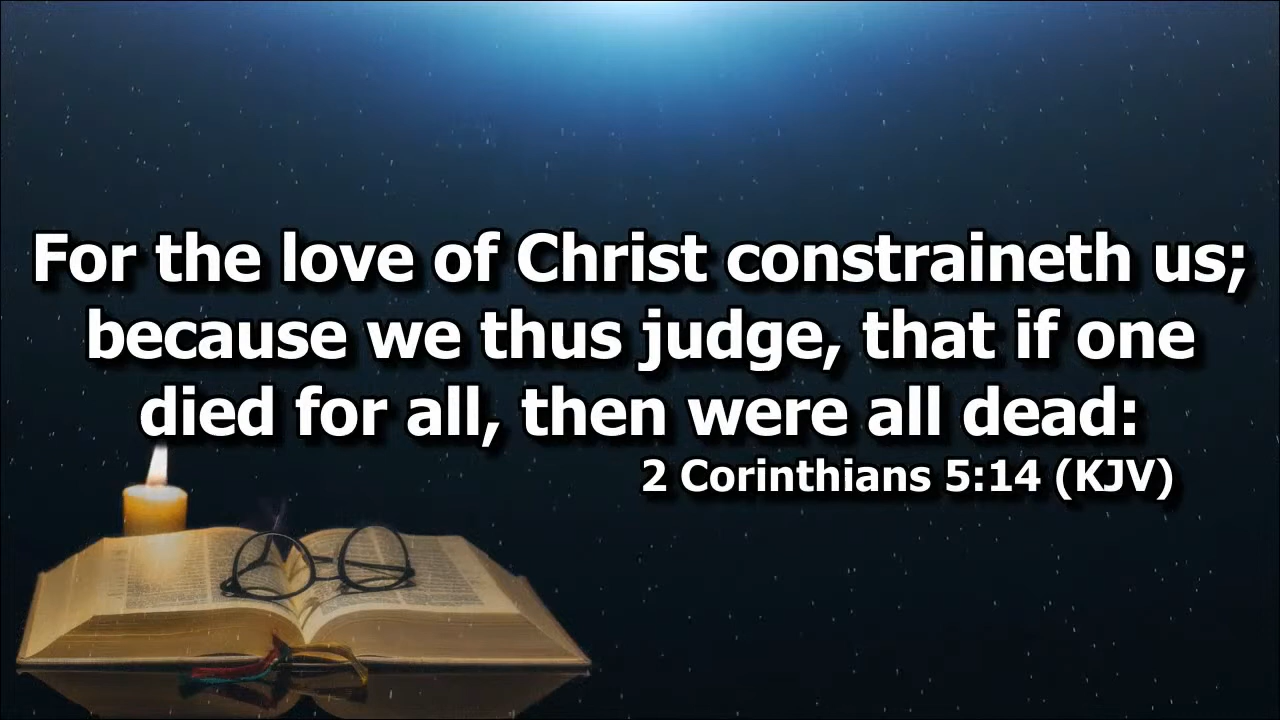 For the love of Christ constraineth us;
because we thus judge, that if one
died for all, then were all dead:
2 Corinthians 5:14 (KJV)